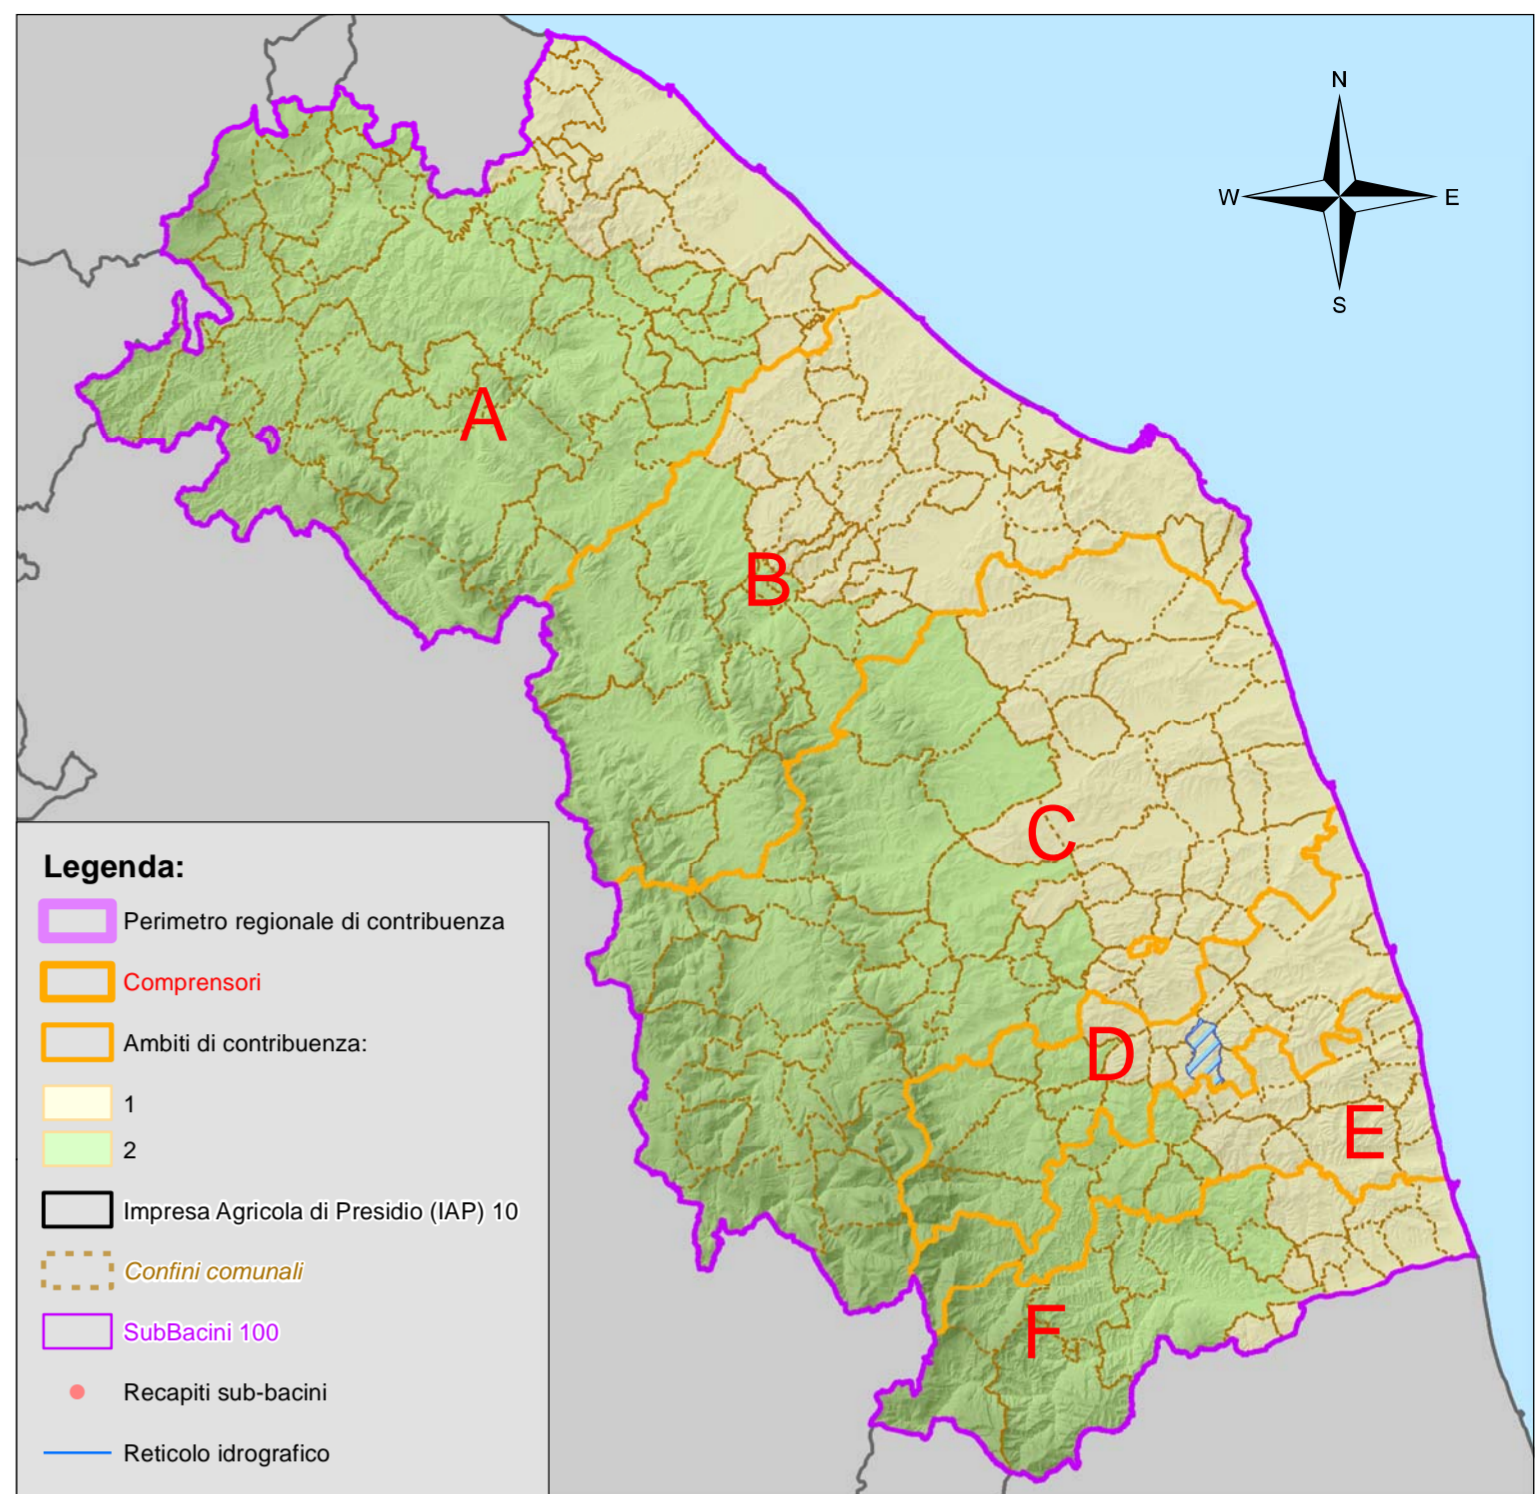 N
W
E
S
A
B
C
D
E
F
Legenda:
Perimetro regionale di contribuenza
Comprensori
Ambiti di contribuenza:
1
2
Impresa Agricola di Presidio (IAP) 10
Confini comunali
SubBacini 100
Recapiti sub-bacini
Reticolo idrografico